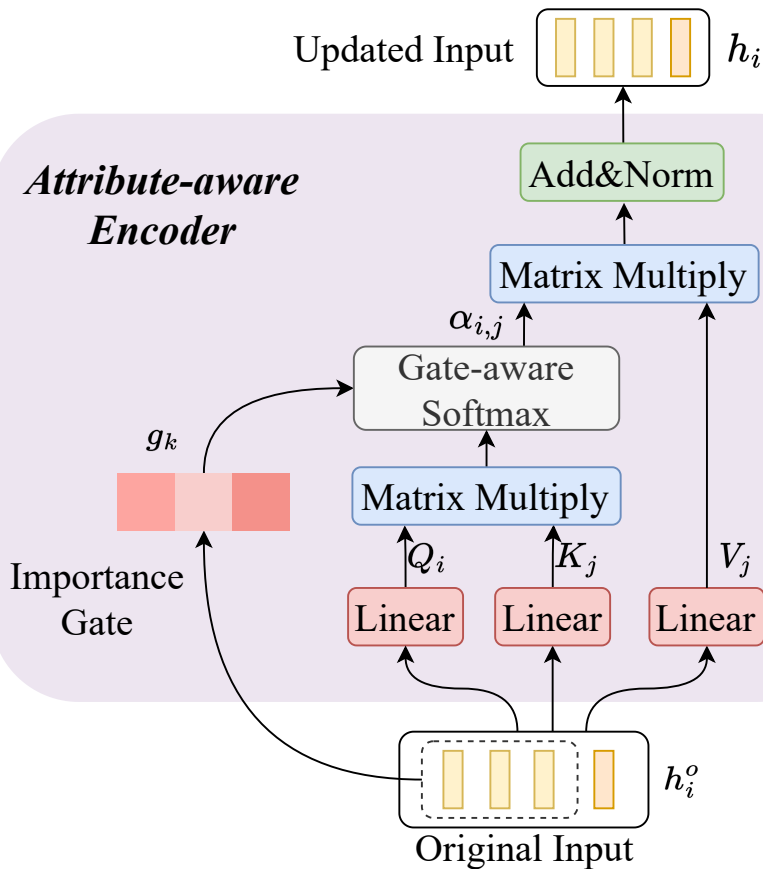 Updated Input
h_i
Attribute-aware
Encoder
Add&Norm
Matrix Multiply
α_{i,j}
Gate-aware
Softmax
g_k
Matrix Multiply
Importance
Gate
Q_i
K_j
V_j
Linear
Linear
Linear
h_i^o
Original Input